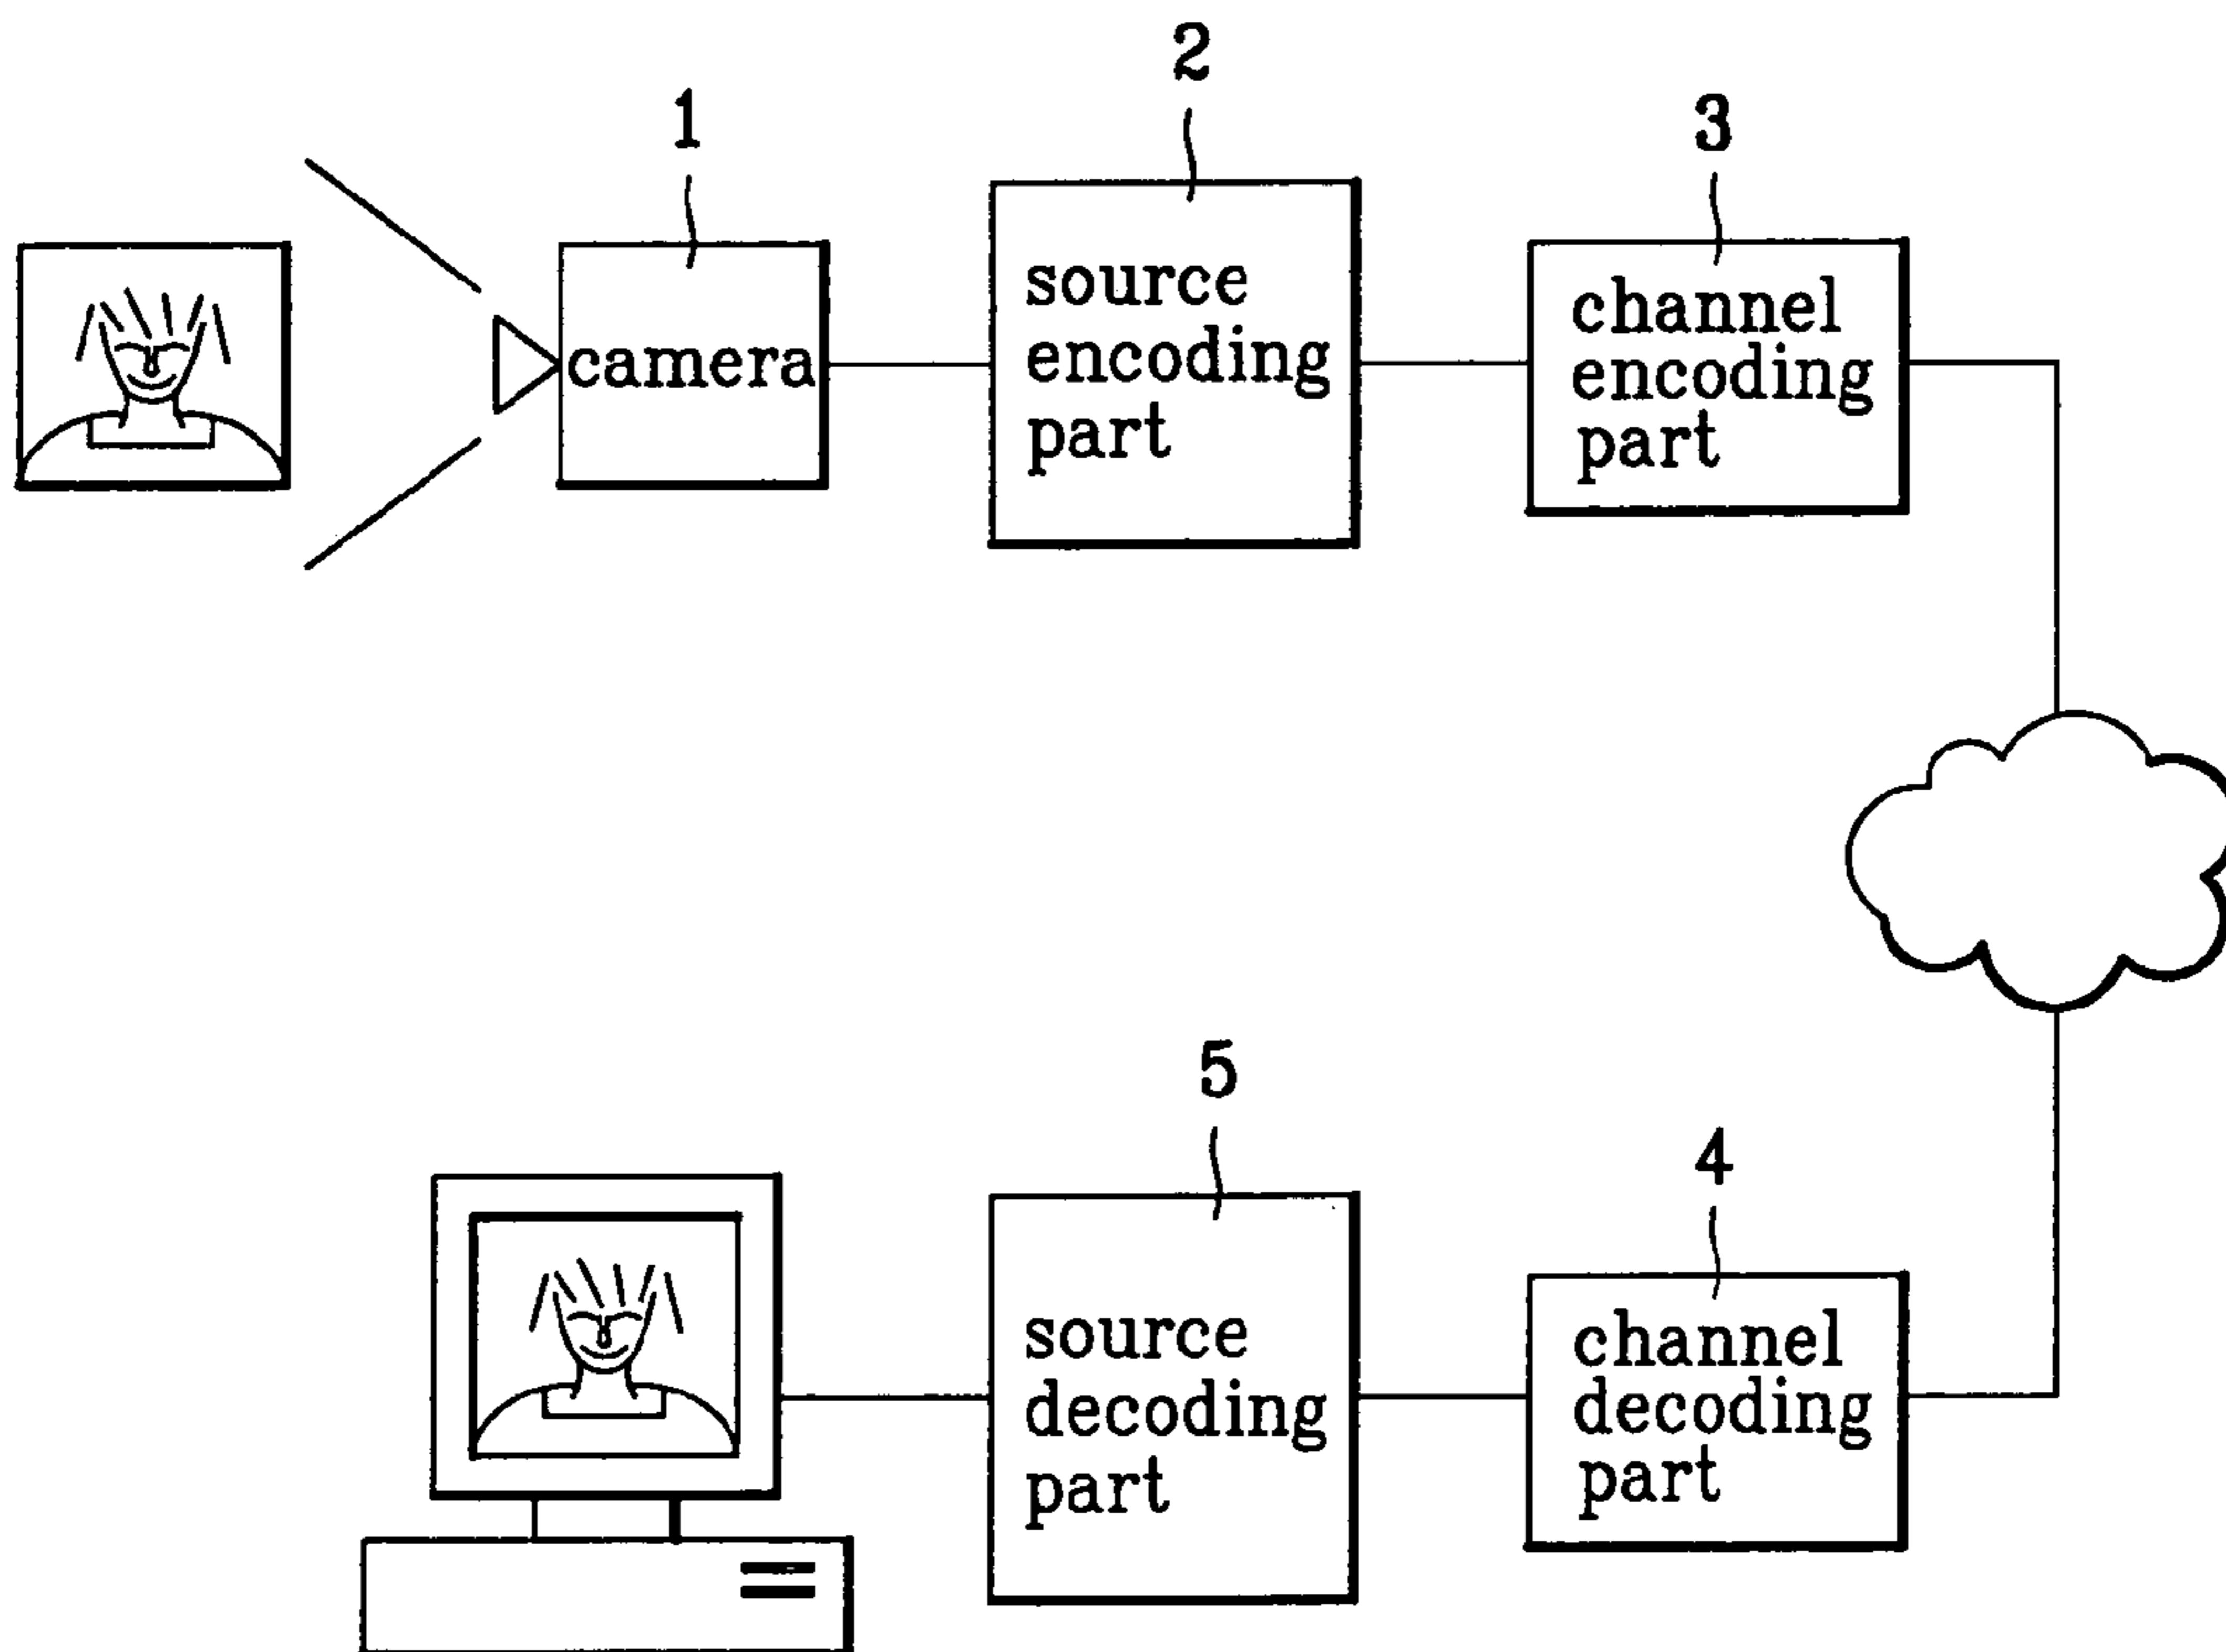 1
2
3
camera
source
encoding
part
channel
encoding
part
5
4
source
decoding
part
channel
decoding
part